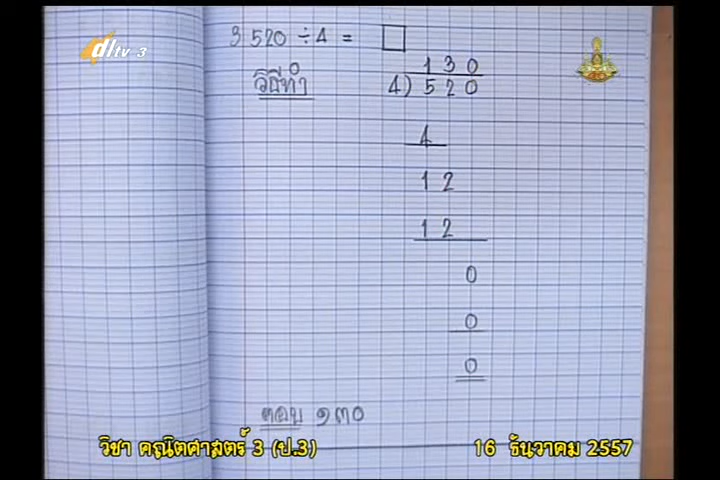 dltv 3
3 520 ÷ 4 = □
วิธีทำ
130
4) 520
4
12
12
0
0
0
ตอบ ๑๓๐
วิชา คณิตศาสตร์ 3 (ป.3)
16 ธันวาคม 2557